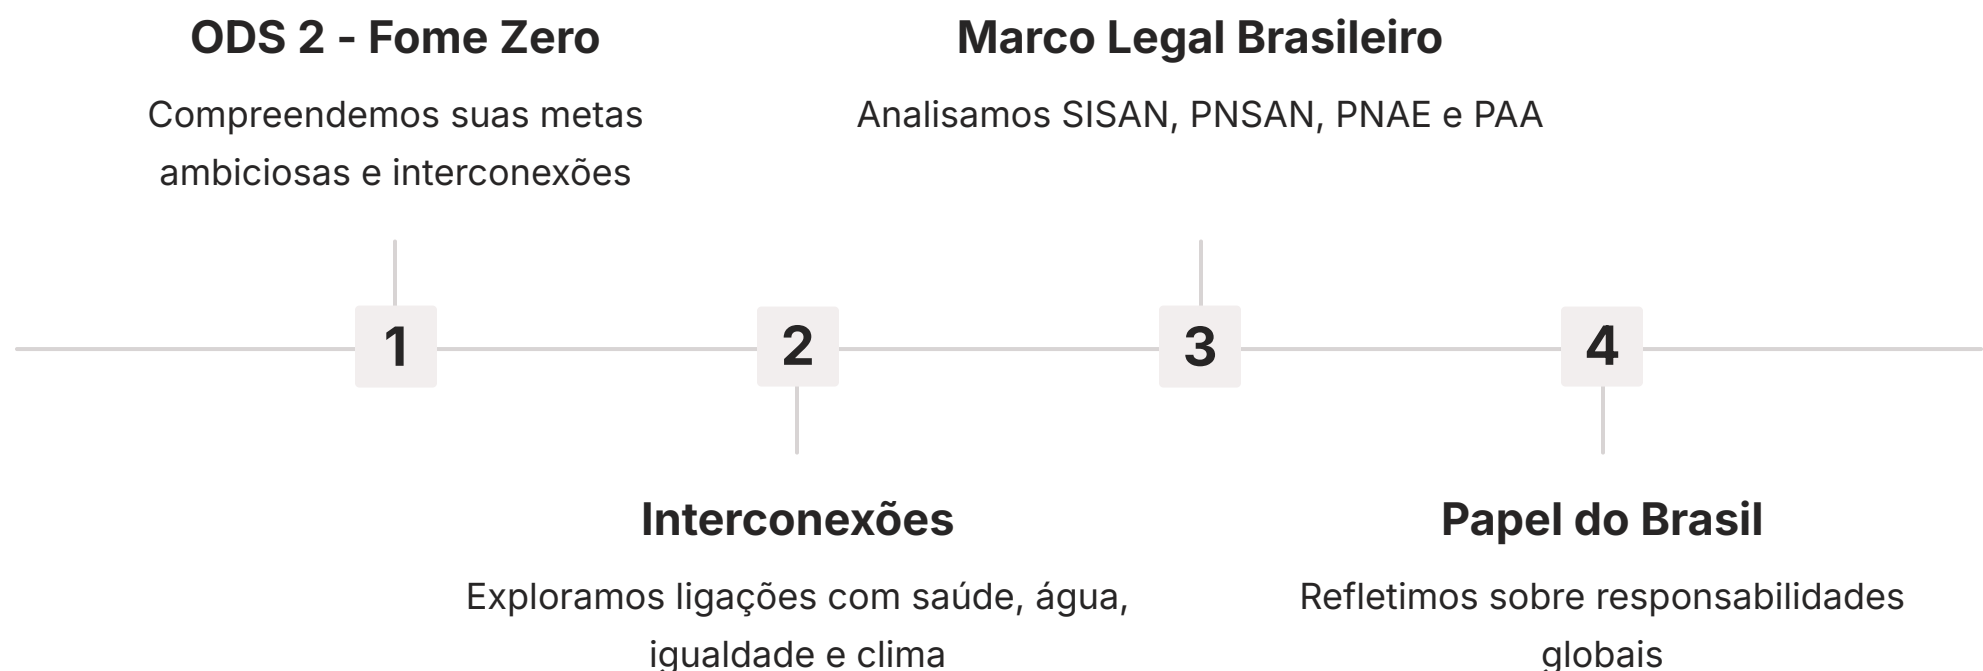 ODS 2 - Fome Zero
Compreendemos suas metas
ambiciosas e interconexões
Marco Legal Brasileiro
Analisamos SISAN, PNSAN, PNAE e PAA
1
2
3
4
Interconexões
Exploramos ligações com saúde, água,
igualdade e clima
Papel do Brasil
Refletimos sobre responsabilidades
globais